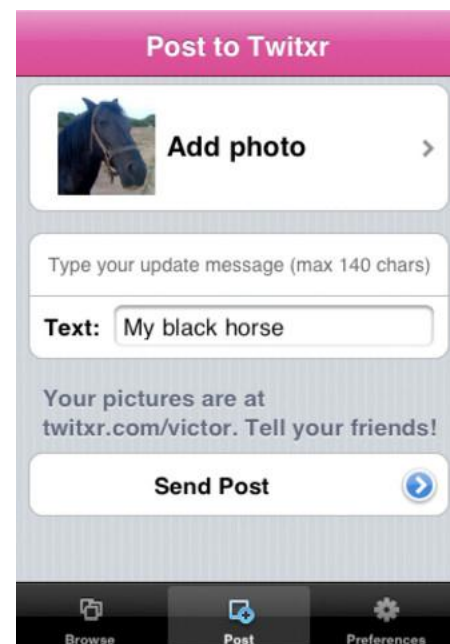 Post to Twitxr
Add photo
Type your update message (max 140 chars)
Text: My black horse
Your pictures are at
twitxr.com/victor. Tell your friends!
Send Post
Browse Post Preferences